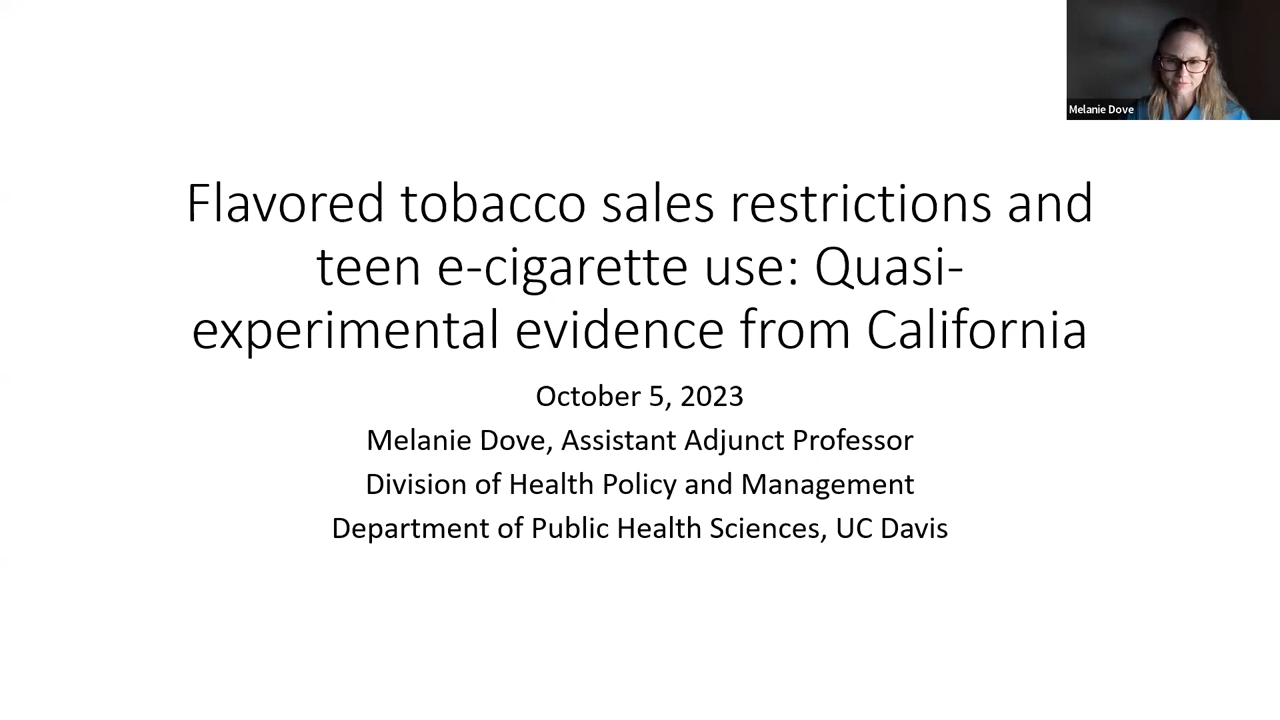 Melanie Dove
Flavored tobacco sales restrictions and
teen e-cigarette use: Quasi-
experimental evidence from California
October 5, 2023
Melanie Dove, Assistant Adjunct Professor
Division of Health Policy and Management
Department of Public Health Sciences, UC Davis